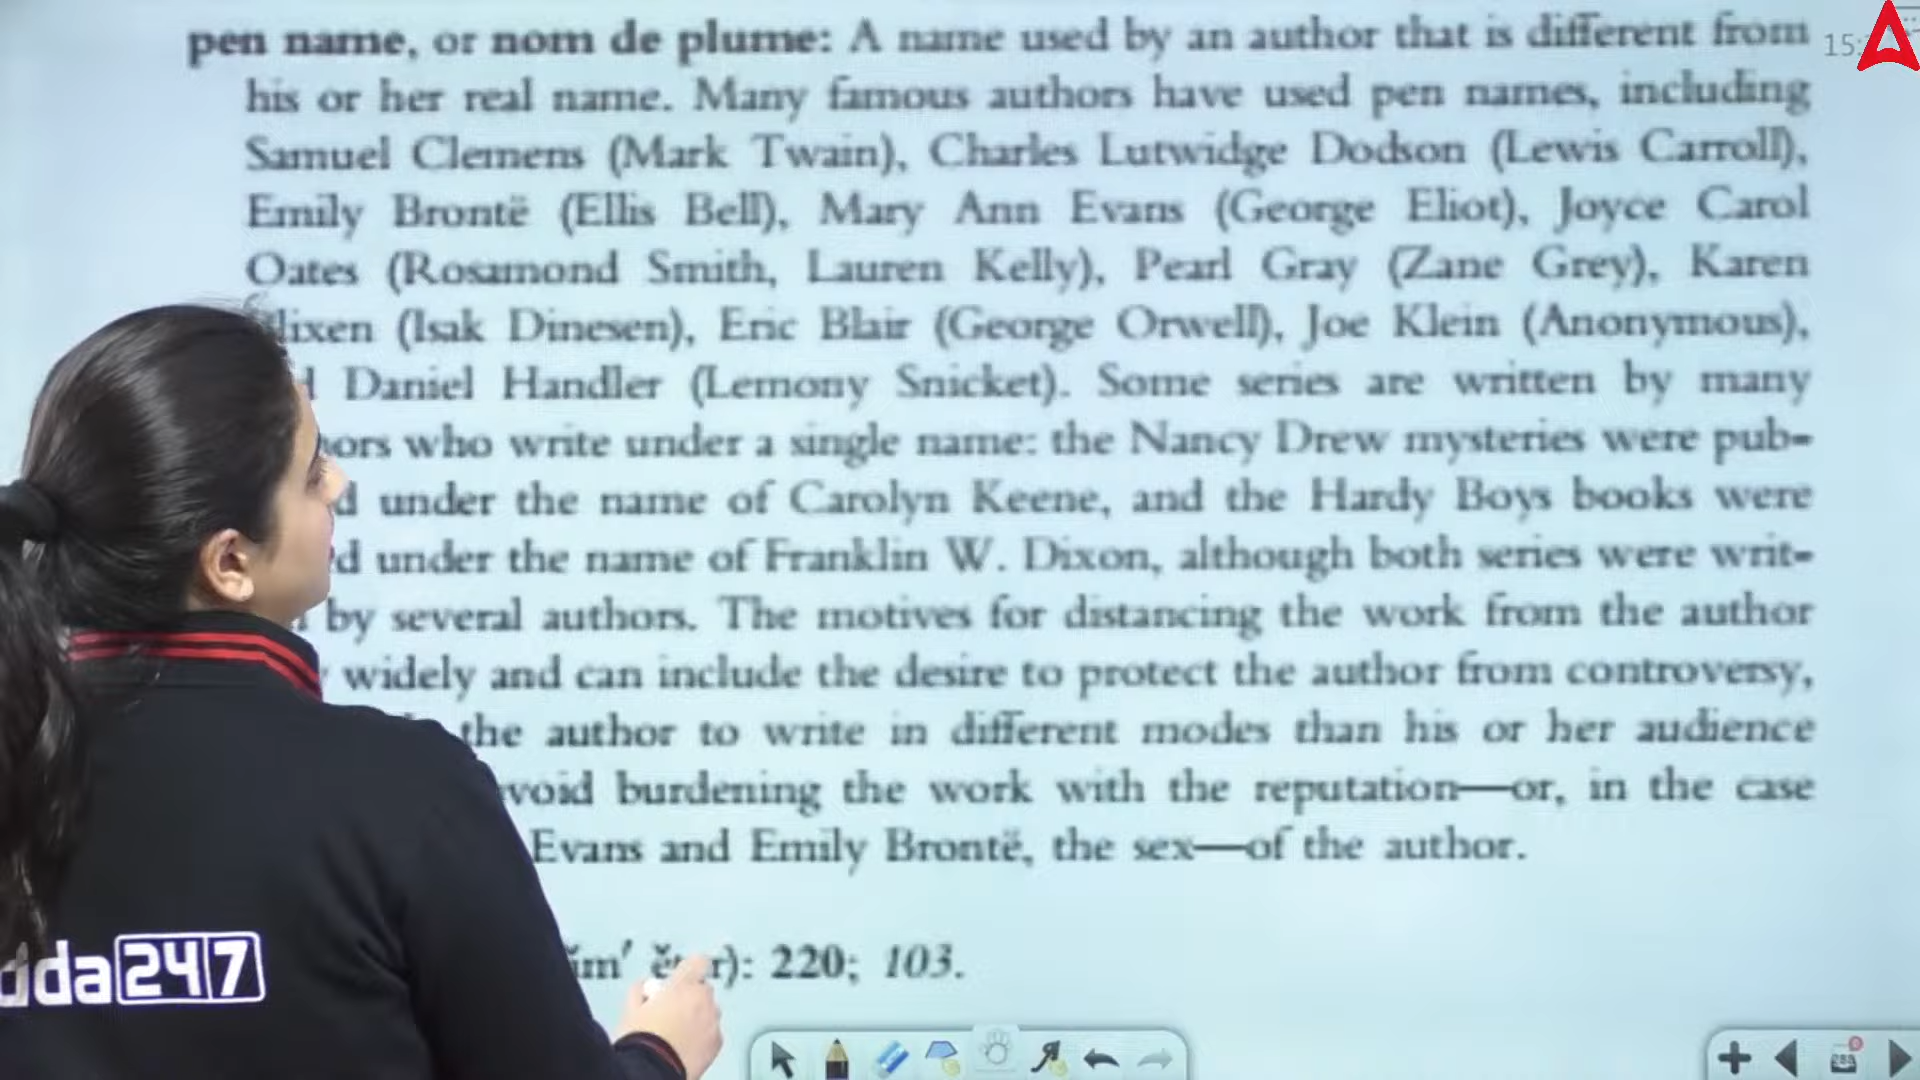 pen name, or nom de plume: A name used by an author that is different from
his or her real name. Many famous authors have used pen names, including
Samuel Clemens (Mark Twain), Charles Lutwidge Dodson (Lewis Carroll),
Emily Brontë (Ellis Bell), Mary Ann Evans (George Eliot), Joyce Carol
Oates (Rosamond Smith, Lauren Kelly), Pearl Gray (Zane Grey), Karen
lixen (Isak Dinesen), Eric Blair (George Orwell), Joe Klein (Anonymous),
d Daniel Handler (Lemony Snicket). Some series are written by many
ors who write under a single name: the Nancy Drew mysteries were pub-
d under the name of Carolyn Keene, and the Hardy Boys books were
d under the name of Franklin W. Dixon, although both series were writ-
by several authors. The motives for distancing the work from the author
widely and can include the desire to protect the author from controversy,
the author to write in different modes than his or her audience
void burdening the work with the reputation—or, in the case
Evans and Emily Brontë, the sex—of the author.
220; 103.
dda247
15: